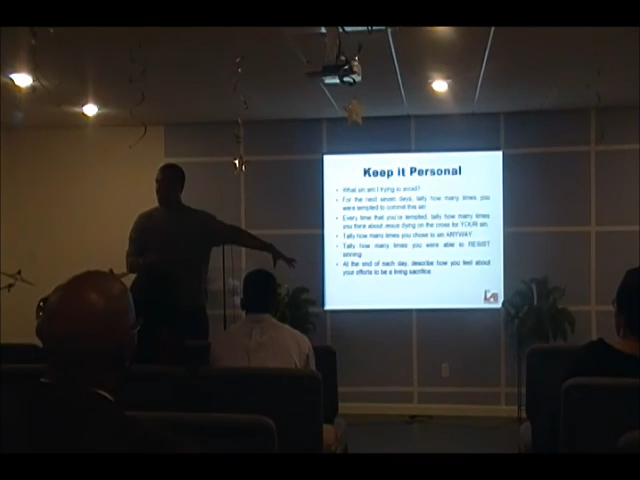 Keep it Personal
• What sin am I trying to avoid?
• For the next seven days, tally how many times you
were tempted to commit this sin
• Every time that you're tempted, tally how many times
you think about Jesus dying on the cross for YOUR sin.
• Tally how many times you chose to sin ANYWAY
• Tally how many times you were able to RESIST
sinning
• At the end of each day, describe how you feel about
your efforts to be a living sacrifice